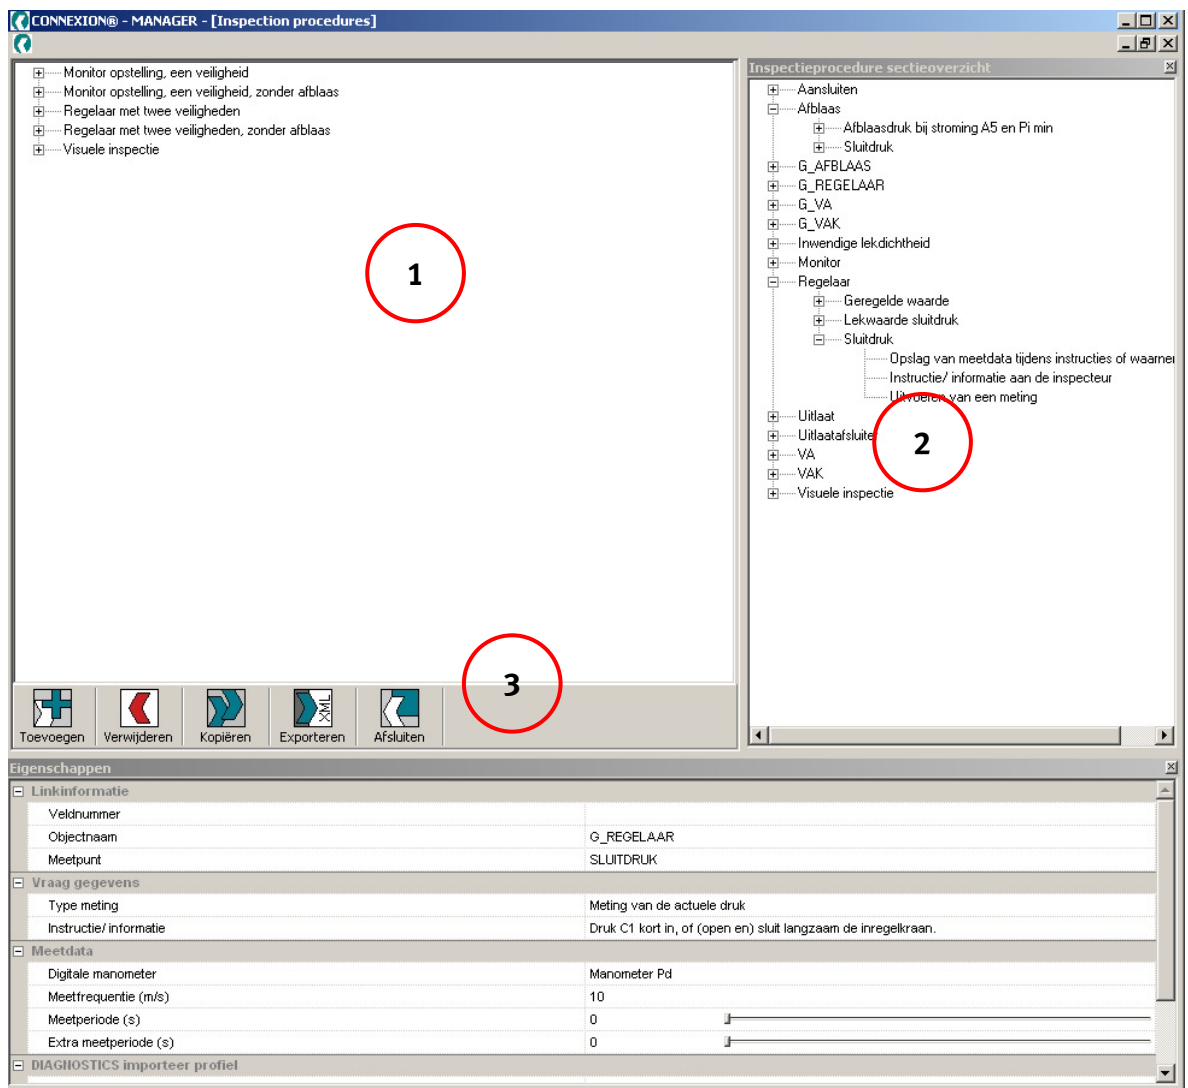 CONNEXION® - MANAGER - [Inspection procedures]
Monitor opstelling, een veiligheid
Monitor opstelling, een veiligheid, zonder afblaas
Regelaar met twee veiligheden
Regelaar met twee veiligheden, zonder afblaas
Visuele inspectie
1
3
Toevoegen
Verwijderen
Kopiëren
XML
Exporteren
Afsluiten
Inspectieprocedure sectieoverzicht
Aansluiten
Afblaas
Afblaasdruk bij stroming A5 en Pi min
Sluitdruk
G_AFBLAAS
G_REGELAAR
G_VA
G_VAK
Inwendige lekdichtheid
Monitor
Regelaar
Geregelde waarde
Lekwaarde sluitdruk
Sluitdruk
Opslag van meetdata tijdens instructies of
Instructie/ informatie aan de inspecteur
Uitvoeren van een meting
Uitlaat
2
VA
VAK
Visuele inspectie
Eigenschappen
Linkinformatie
Veldnummer
Objectnaam G_REGELAAR
Meetpunt SLUITDRUK
Vraag gegevens
Type meting Meting van de actuele druk
Instructie/ informatie Druk C1 kort in, of (open en) sluit langzaam de inregelkraan.
Meetdata
Digitale manometer Manometer Pd
Meetfrequentie (m/s) 10
Meetperiode (s) 0
Extra meetperiode (s) 0
DIAGNOSTICS importeer profiel